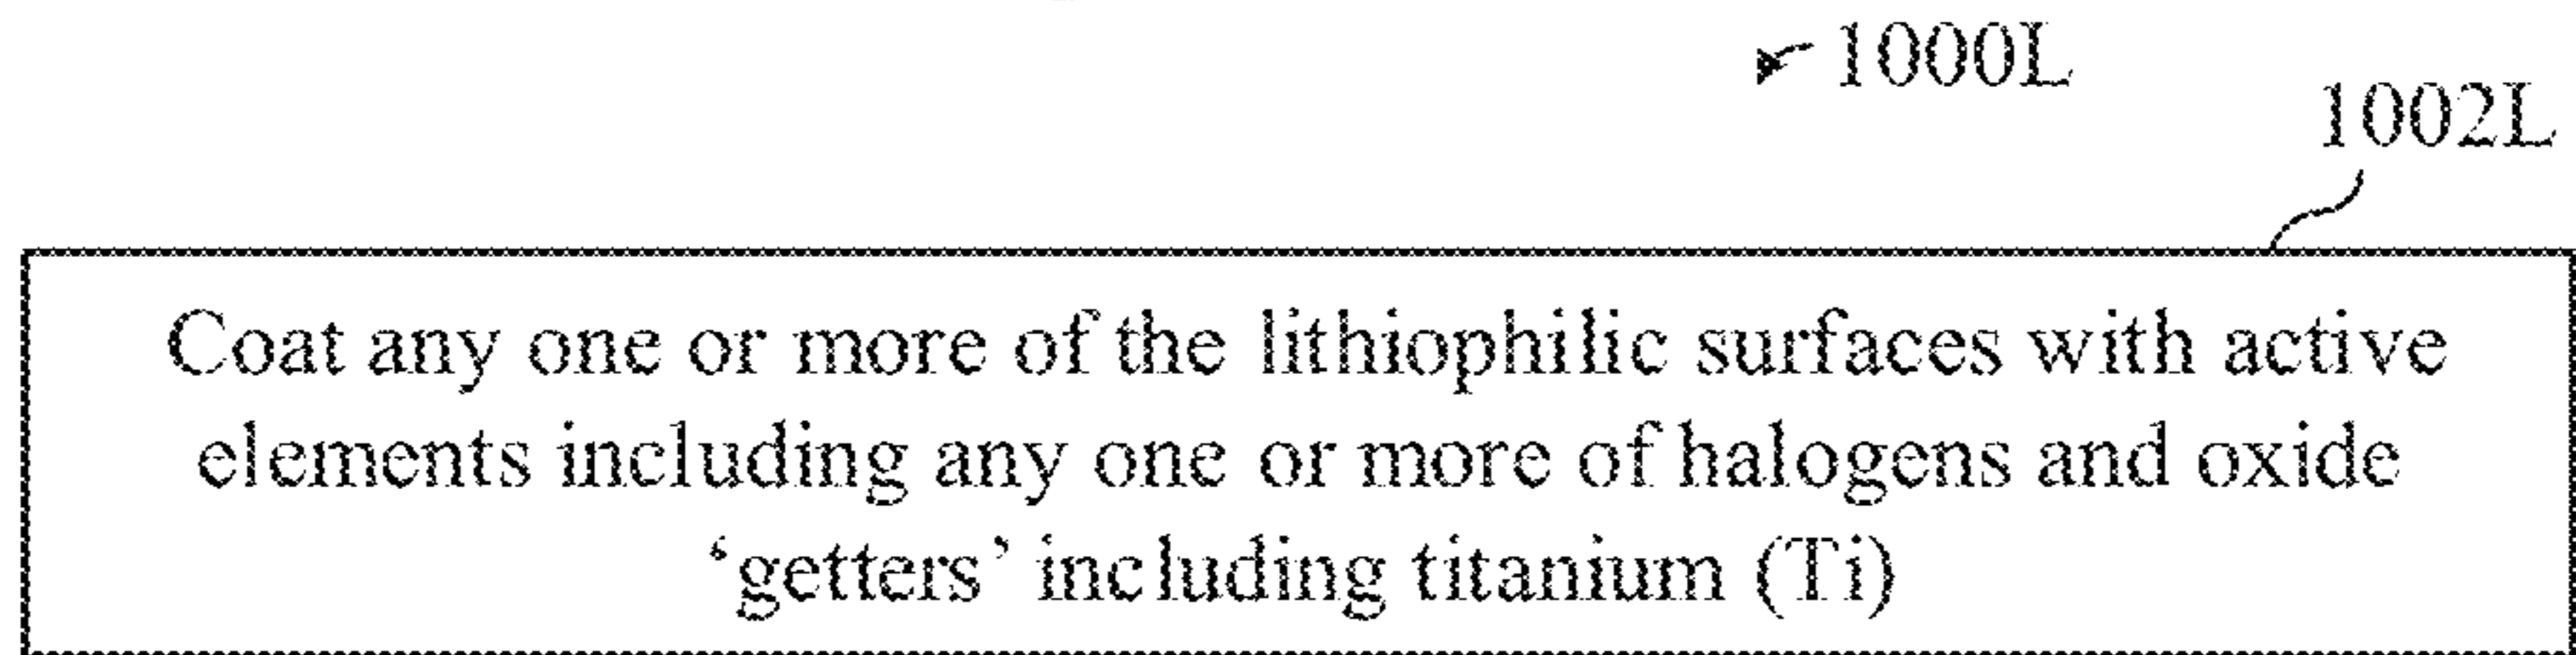 1000L
1002L
Coat any one or more of the lithiophilic surfaces with active
elements including any one or more of halogens and oxide
‘getters’ including titanium (Ti)